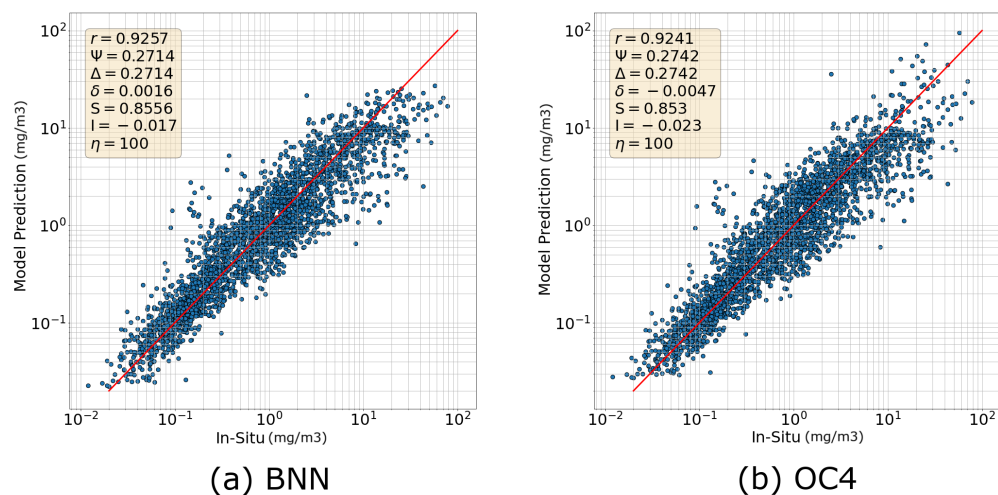 r = 0.9257
Ψ = 0.2714
Δ = 0.2714
δ = 0.0016
S = 0.8556
I = −0.017
η = 100
Model Prediction (mg/m3)
10²
10¹
10⁰
10⁻¹
10⁻² 10⁻¹ 10⁰ 10¹ 10²
In-Situ (mg/m3)
(a) BNN
r = 0.9241
Ψ = 0.2742
Δ = 0.2742
δ = −0.0047
S = 0.853
I = −0.023
η = 100
Model Prediction (mg/m3)
10²
10¹
10⁰
10⁻¹
10⁻² 10⁻¹ 10⁰ 10¹ 10²
In-Situ (mg/m3)
(b) OC4